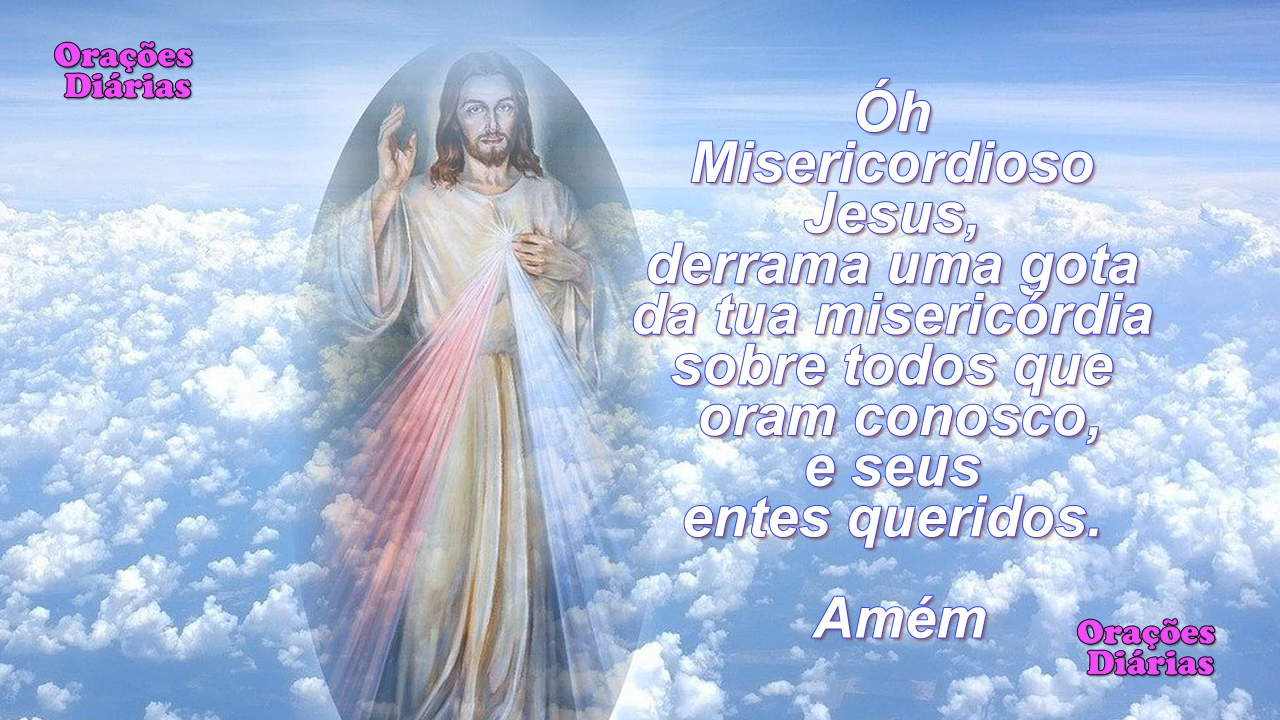 Orações
Diárias
Óh
Misericordioso
Jesus,
derrama uma gota
da tua misericórdia
sobre todos que
oram conosco,
e seus
entes queridos.
Amém
Orações
Diárias